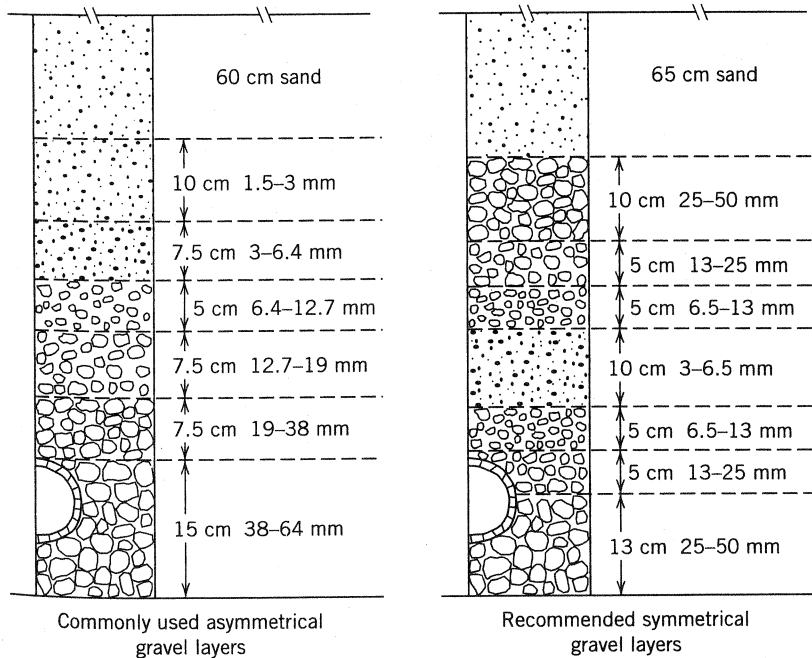 60 cm sand
10 cm 1.5–3 mm
7.5 cm 3–6.4 mm
5 cm 6.4–12.7 mm
7.5 cm 12.7–19 mm
7.5 cm 19–38 mm
15 cm 38–64 mm
Commonly used asymmetrical
gravel layers
65 cm sand
10 cm 25–50 mm
5 cm 13–25 mm
5 cm 6.5–13 mm
10 cm 3–6.5 mm
5 cm 6.5–13 mm
5 cm 13–25 mm
13 cm 25–50 mm
Recommended symmetrical
gravel layers